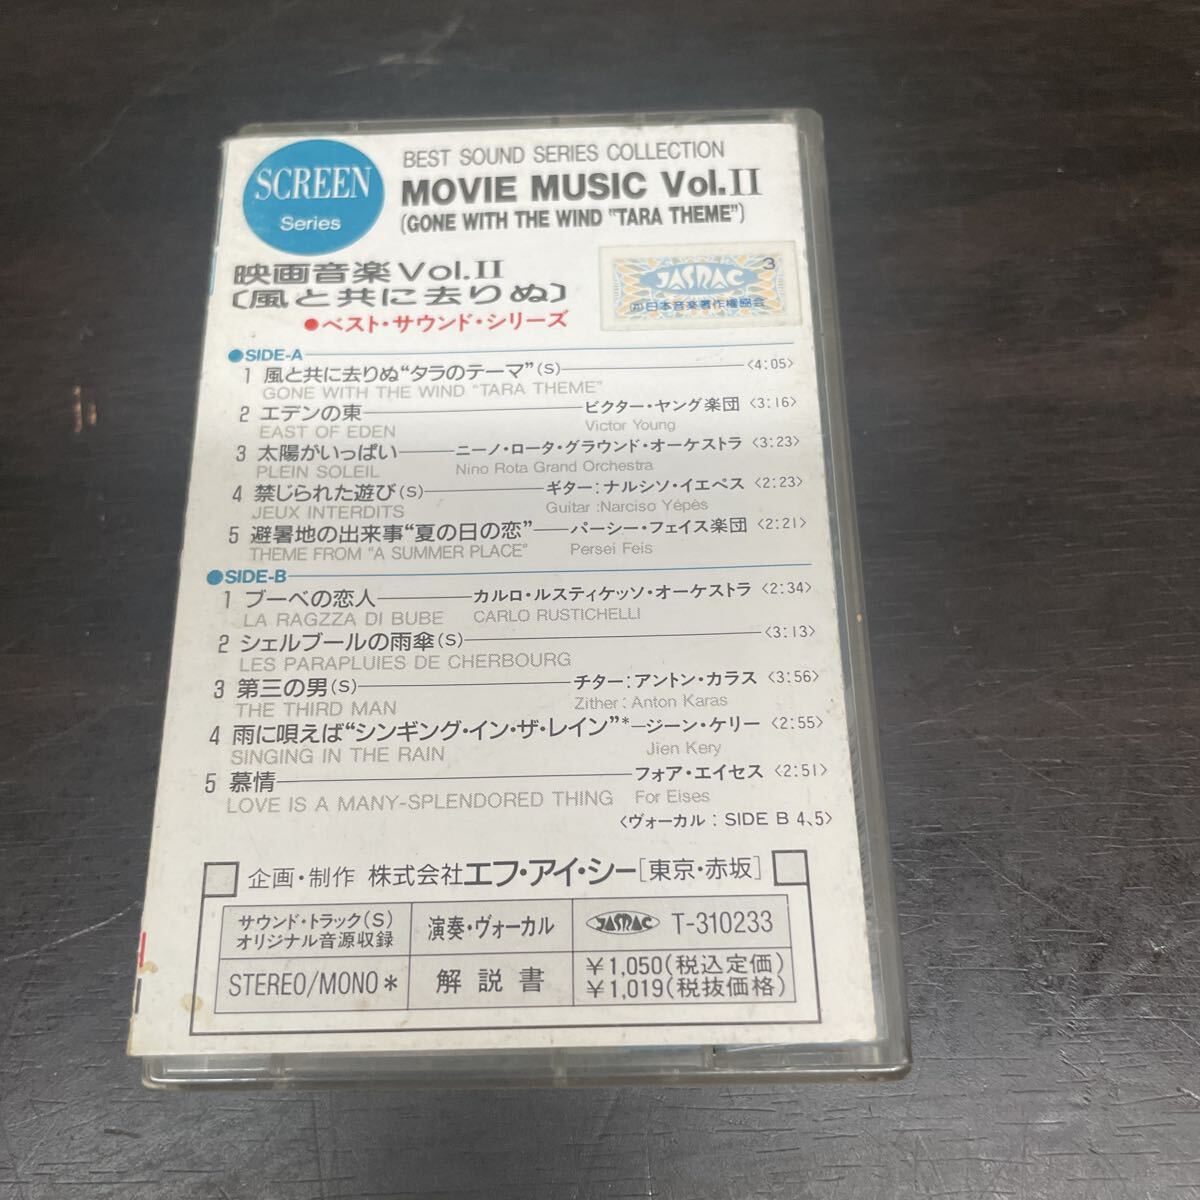 SCREEN
Series
BEST SOUND SERIES COLLECTION
MOVIE MUSIC Vol.II
(GONE WITH THE WIND "TARA THEME")
映画音楽Vol.II
〔風と共に去りぬ〕
●ベスト・サウンド・シリーズ
JASRAC 3
(社)日本音楽著作権協会
●SIDE-A
1 風と共に去りぬ“タラのテーマ”(S) 〈4:05〉
GONE WITH THE WIND "TARA THEME"
2 エデンの東 ビクター・ヤング楽団 〈3:16〉
EAST OF EDEN Victor Young
3 太陽がいっぱい ニーノ・ロータ・グラウンド・オーケストラ 〈3:23〉
PLEIN SOLEIL Nino Rota Grand Orchestra
4 禁じられた遊び(S) ギター:ナルシソ・イエペス 〈2:23〉
JEUX INTERDITS Guitar :Narciso Yépès
5 避暑地の出来事“夏の日の恋” パーシー・フェイス楽団 〈2:21〉
THEME FROM "A SUMMER PLACE" Persei Feis
●SIDE-B
1 ブーベの恋人 カルロ・ルスティケッソ・オーケストラ 〈2:34〉
LA RAGZZA DI BUBE CARLO RUSTICHELLI
2 シェルブールの雨傘(S) 〈3:13〉
LES PARAPLUIES DE CHERBOURG
3 第三の男(S) チター:アントン・カラス 〈3:56〉
THE THIRD MAN Zither : Anton Karas
4 雨に唄えば“シンギング・イン・ザ・レイン”* ジーン・ケリー 〈2:55〉
SINGING IN THE RAIN Jien Kery
5 慕情 フォア・エイセス 〈2:51〉
LOVE IS A MANY-SPLENDORED THING For Eises
〈ヴォーカル : SIDE B 4、5〉
企画・制作 株式会社エフ・アイ・シー[東京・赤坂]
サウンド・トラック(S)
オリジナル音源収録
演奏・ヴォーカル
JASRAC T-310233
STEREO/MONO*
解説書
￥1,050(税込定価)
￥1,019(税抜価格)